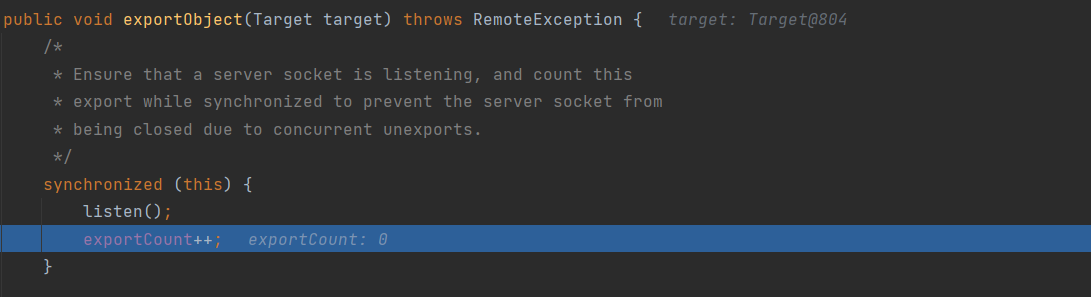 public void exportObject(Target target) throws RemoteException {   target: Target@804
    /*
     * Ensure that a server socket is listening, and count this
     * export while synchronized to prevent the server socket from
     * being closed due to concurrent unexports.
     */
    synchronized (this) {
        listen();
        exportCount++;   exportCount: 0
    }